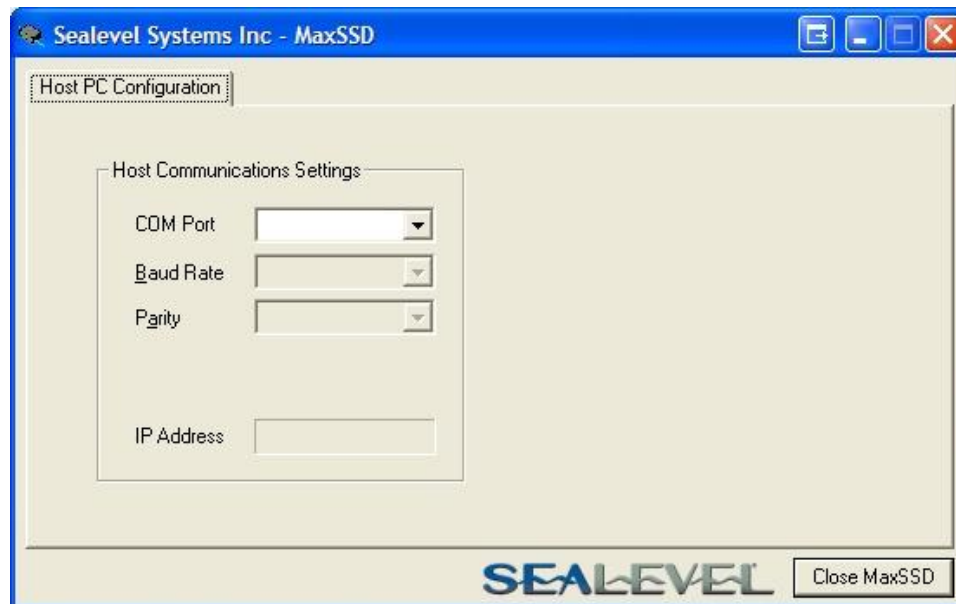 Sealevel Systems Inc - MaxSSD
Host PC Configuration
Host Communications Settings
COM Port
Baud Rate
Parity
IP Address
SEALEVEL
Close MaxSSD